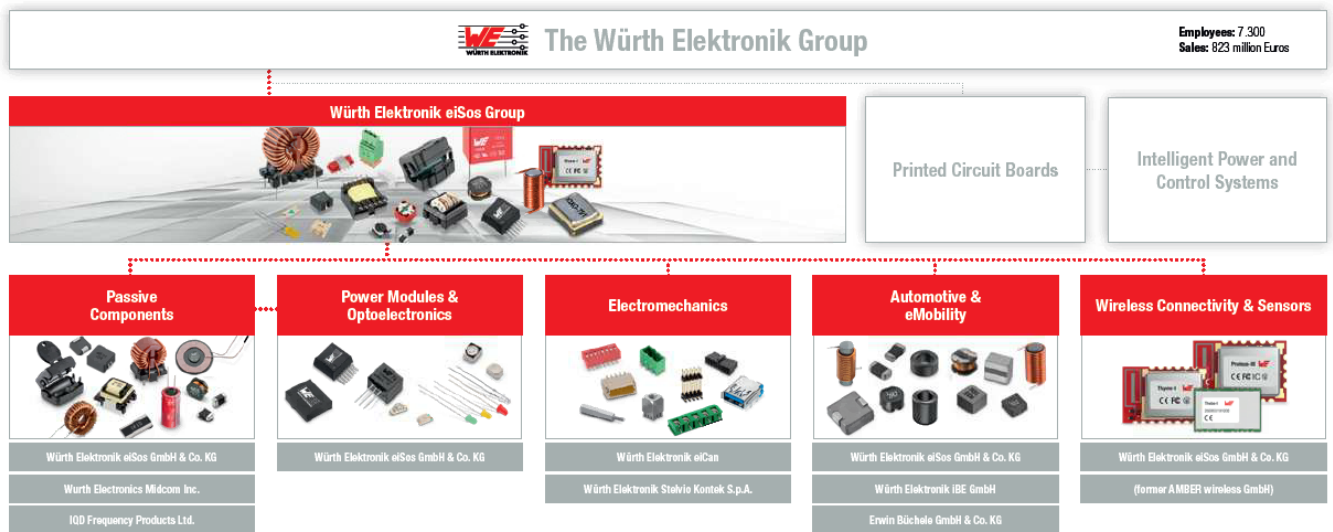 WE
WÜRTH ELEKTRONIK
The Würth Elektronik Group
Employees: 7.300
Sales: 823 million Euros
Würth Elektronik eiSos Group
Printed Circuit Boards
Intelligent Power and
Control Systems
Passive
Components
Power Modules &
Optoelectronics
Electromechanics
Automotive &
eMobility
Wireless Connectivity & Sensors
Würth Elektronik eiSos GmbH & Co. KG
Wurth Electronics Midcom Inc.
IQD Frequency Products Ltd.
Würth Elektronik eiSos GmbH & Co. KG
Würth Elektronik eiCan
Würth Elektronik Stelvio Kontek S.p.A.
Würth Elektronik eiSos GmbH & Co. KG
Würth Elektronik iBE GmbH
Erwin Büchele GmbH & Co. KG
Würth Elektronik eiSos GmbH & Co. KG
(former AMBER wireless GmbH)